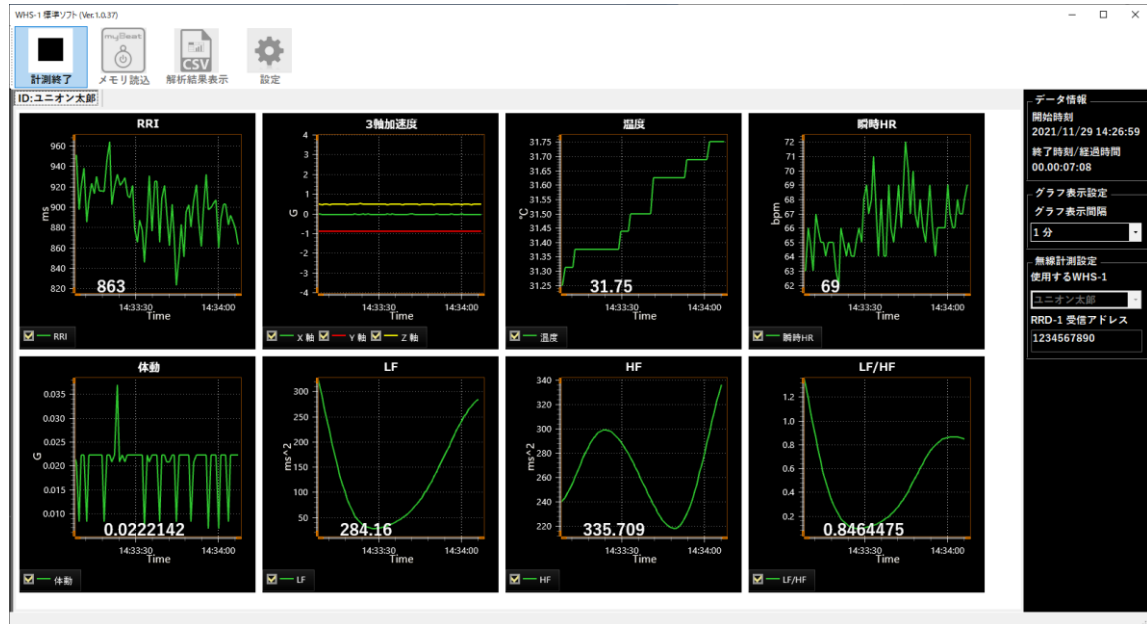 WHS-1 標準ソフト (Ver.1.0.37)
計測終了
myBeat
メモリ読込
CSV
解析結果表示
設定
ID:ユニオン太郎
RRI
960
940
920
900
880
860
840
820
ms
863
14:33:30
14:34:00
Time
RRI
3軸加速度
4
3
2
1
0
-1
-2
-3
-4
G
14:33:30
14:34:00
Time
X 軸
Y 軸
Z 軸
温度
31.75
31.70
31.65
31.60
31.55
31.50
31.45
31.40
31.35
31.30
31.25
°C
31.75
14:33:30
14:34:00
Time
温度
瞬時HR
72
71
70
69
68
67
66
65
64
63
62
bpm
69
14:33:30
14:34:00
Time
瞬時HR
体動
0.035
0.030
0.025
0.020
0.015
0.010
G
0.0222142
14:33:30
14:34:00
Time
体動
LF
300
250
200
150
100
50
ms^2
284.16
14:33:30
14:34:00
Time
LF
HF
340
320
300
280
260
240
220
ms^2
335.709
14:33:30
14:34:00
Time
HF
LF/HF
1.2
1.0
0.8
0.6
0.4
0.2
0.8464475
14:33:30
14:34:00
Time
LF/HF
データ情報
開始時刻
2021/11/29 14:26:59
終了時刻/経過時間
00.00:07:08
グラフ表示設定
グラフ表示間隔
1 分
無線計測設定
使用するWHS-1
ユニオン太郎
RRD-1 受信アドレス
1234567890